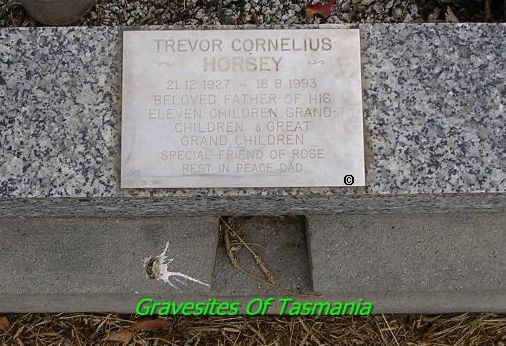 TREVOR CORNELIUS
HORSEY
21.12.1927 - 18.8.1993
BELOVED FATHER OF HIS
ELEVEN CHILDREN, GRAND-
CHILDREN & GREAT
GRAND CHILDREN
SPECIAL FRIEND OF ROSE
REST IN PEACE DAD
©
Gravesites Of Tasmania